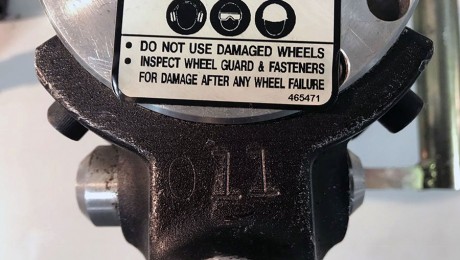 • DO NOT USE DAMAGED WHEELS
• INSPECT WHEEL GUARD & FASTENERS
FOR DAMAGE AFTER ANY WHEEL FAILURE
465471
011